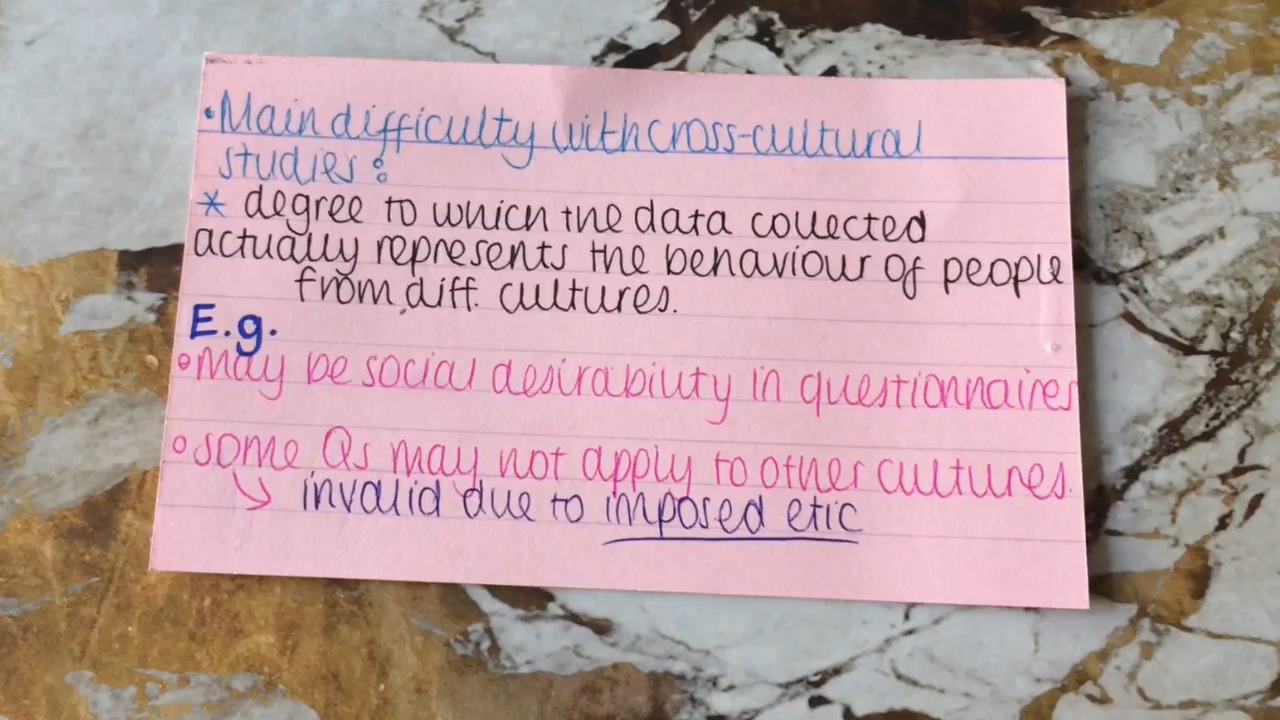 •Main difficulty with cross-cultural
studies:
* degree to which the data collected
actually represents the behaviour of people
from diff. cultures.
E.g.
•may be social desirability in questionnaires
•some Qs may not apply to other cultures.
↳ invalid due to imposed etic